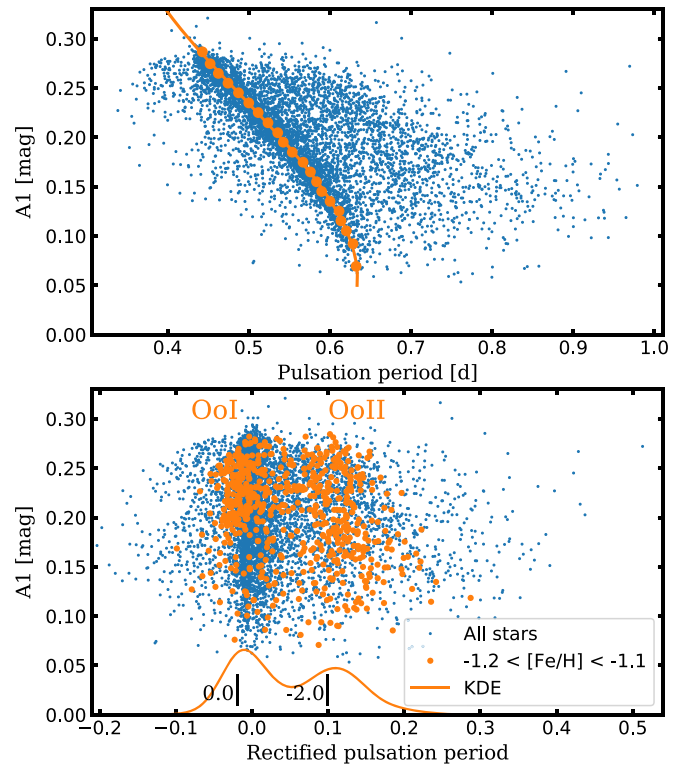 A1 [mag]
0.30
0.25
0.20
0.15
0.10
0.05
0.00
0.4 0.5 0.6 0.7 0.8 0.9 1.0
Pulsation period [d]
OoI OoII
A1 [mag]
0.30
0.25
0.20
0.15
0.10
0.05
0.00
All stars
-1.2 < [Fe/H] < -1.1
KDE
0.0 -2.0
−0.2 −0.1 0.0 0.1 0.2 0.3 0.4 0.5
Rectified pulsation period